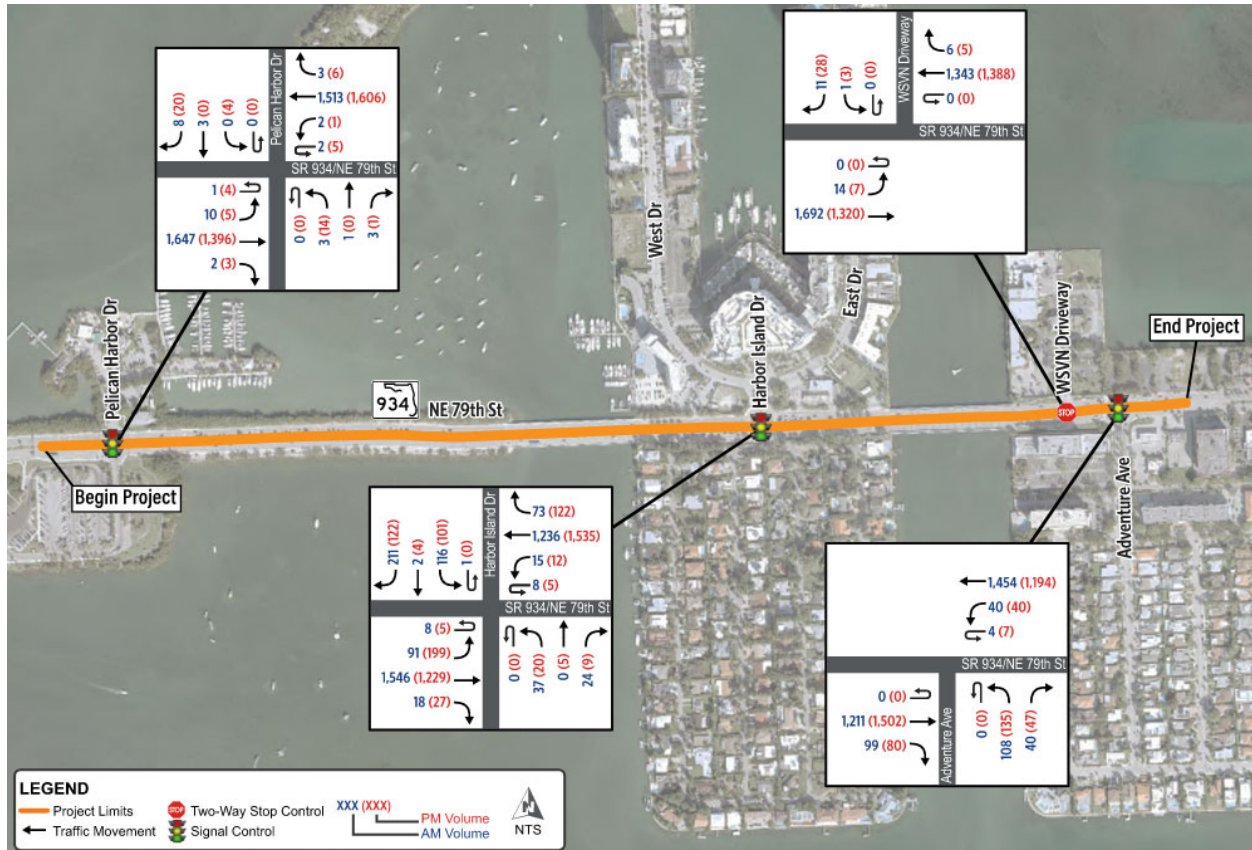 Pelican Harbor Dr
3 (6)
1,513 (1,606)
2 (1)
2 (5)
8 (20)
3 (0)
0 (4)
0 (0)
SR 934/NE 79th St
1 (4)
10 (5)
1,647 (1,396)
2 (3)
0 (0)
3 (14)
1 (0)
3 (1)
WSVN Driveway
6 (5)
1,343 (1,388)
0 (0)
11 (28)
1 (3)
0 (0)
SR 934/NE 79th St
0 (0)
14 (7)
1,692 (1,320)
West Dr
Harbor Island Dr
East Dr
WSVN Driveway
End Project
Pelican Harbor Dr
934
NE 79th St
STOP
Begin Project
Adventure Ave
Harbor Island Dr
73 (122)
1,236 (1,535)
15 (12)
8 (5)
211 (122)
2 (4)
116 (101)
1 (0)
SR 934/NE 79th St
8 (5)
91 (199)
1,546 (1,229)
18 (27)
0 (0)
37 (20)
0 (5)
24 (9)
1,454 (1,194)
40 (40)
4 (7)
SR 934/NE 79th St
0 (0)
1,211 (1,502)
99 (80)
Adventure Ave
0 (0)
108 (135)
40 (47)
LEGEND
Project Limits
Traffic Movement
STOP
Two-Way Stop Control
Signal Control
XXX (XXX)
PM Volume
AM Volume
N
NTS